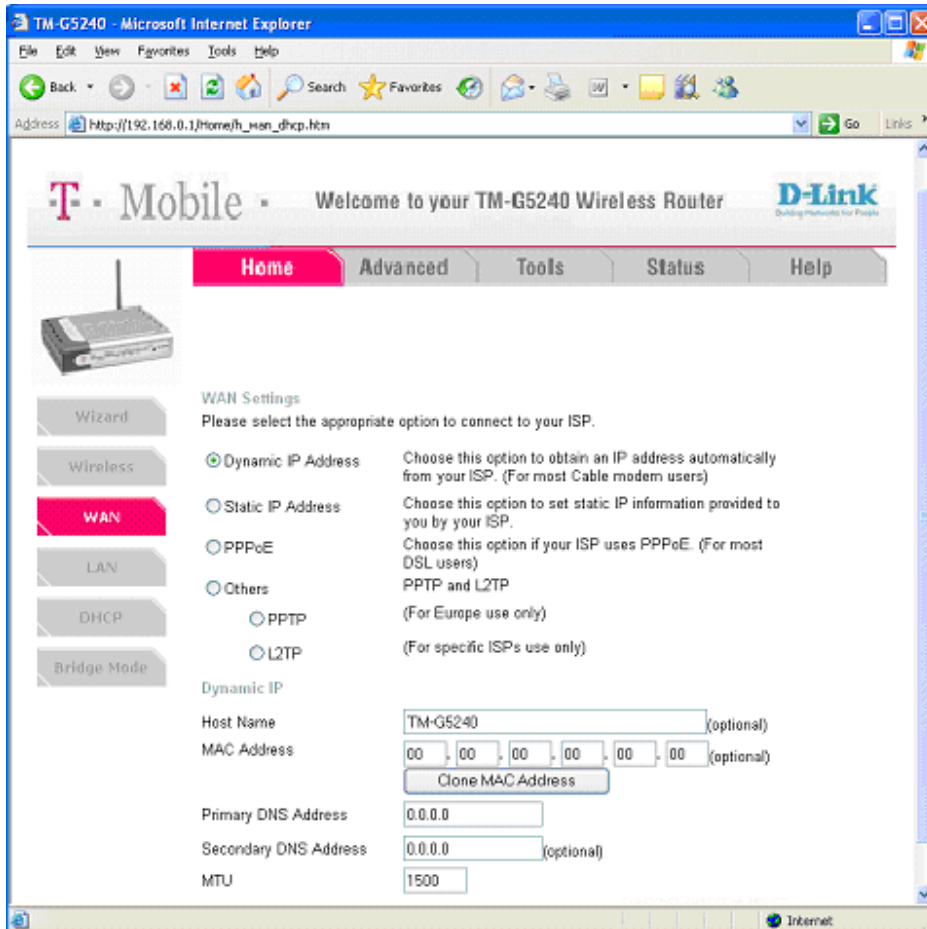 TM-G5240 - Microsoft Internet Explorer
File Edit View Favorites Tools Help
Back Search Favorites
Address http://192.168.0.1/Home/h_wan_dhcp.htm Go Links
T - Mobile - Welcome to your TM-G5240 Wireless Router D-Link
Building Networks for People
Home Advanced Tools Status Help
Wizard
Wireless
WAN
LAN
DHCP
Bridge Mode
WAN Settings
Please select the appropriate option to connect to your ISP.
Dynamic IP Address Choose this option to obtain an IP address automatically
from your ISP. (For most Cable modem users)
Static IP Address Choose this option to set static IP information provided to
you by your ISP.
PPPoE Choose this option if your ISP uses PPPoE. (For most
DSL users)
Others PPTP and L2TP
PPTP (For Europe use only)
L2TP (For specific ISPs use only)
Dynamic IP
Host Name TM-G5240 (optional)
MAC Address 00 . 00 . 00 . 00 . 00 . 00 (optional)
Clone MAC Address
Primary DNS Address 0.0.0.0
Secondary DNS Address 0.0.0.0 (optional)
MTU 1500
Internet